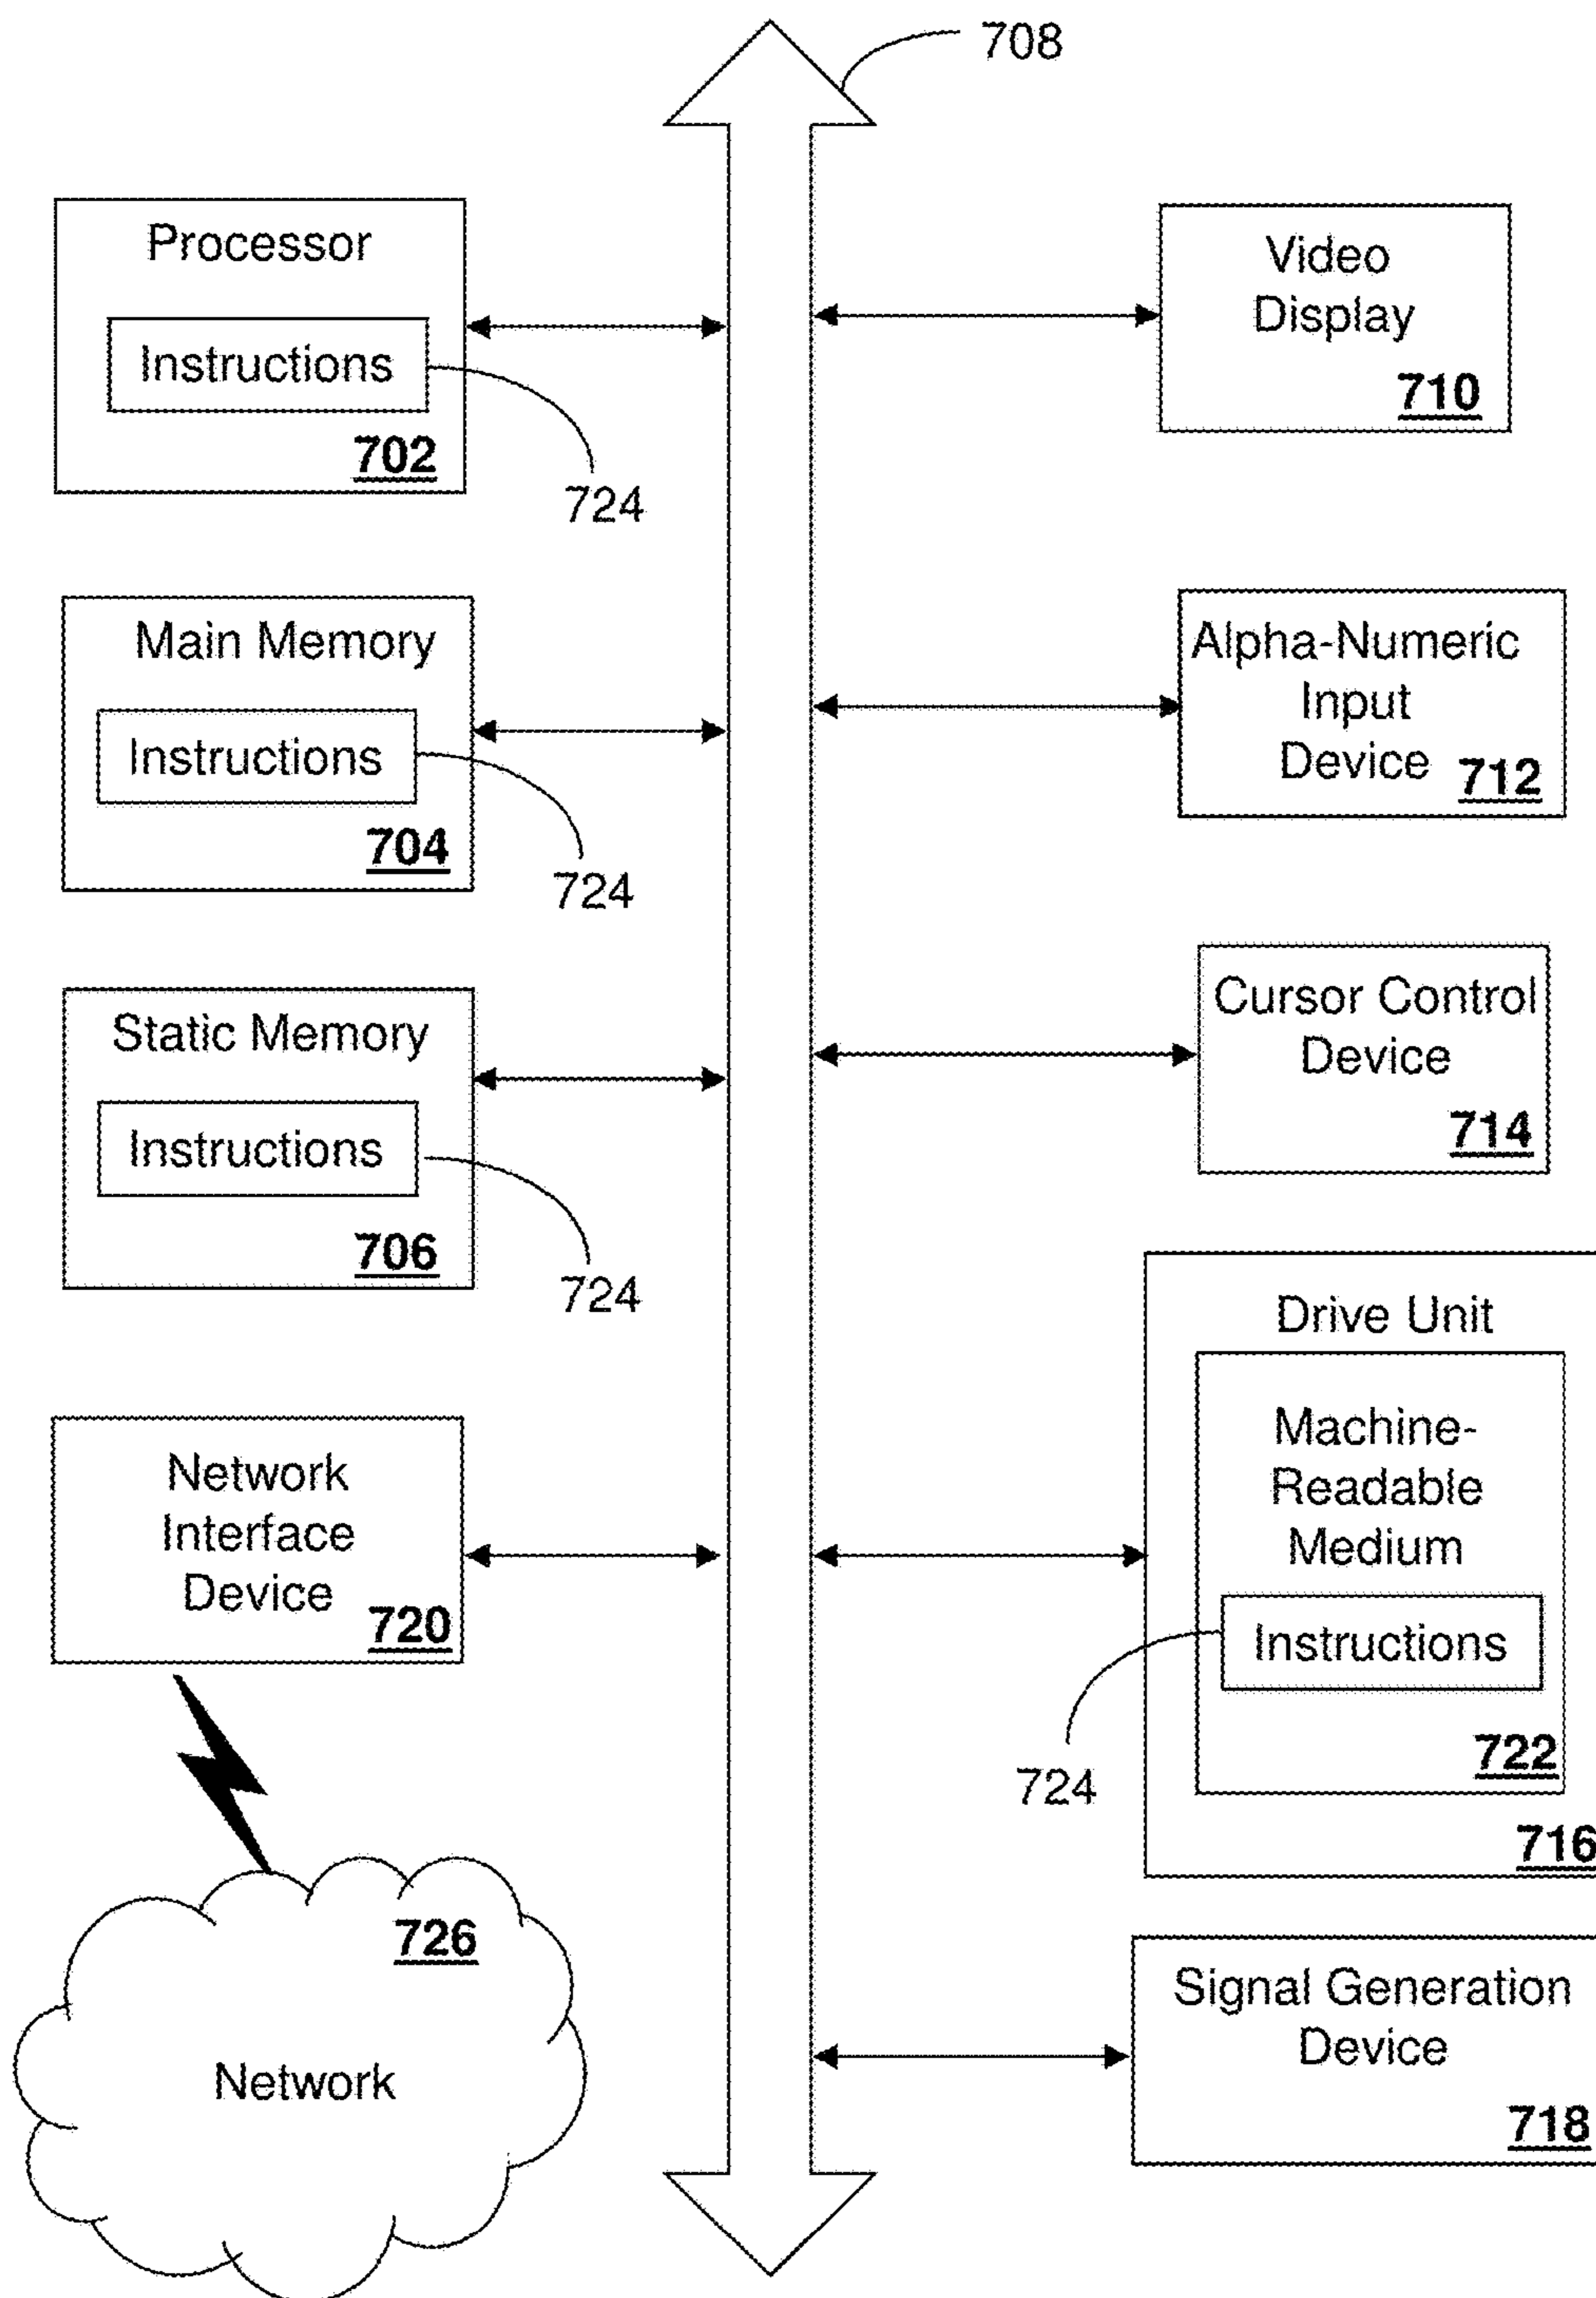 708
Processor
Instructions
702
724
Main Memory
Instructions
704
724
Static Memory
Instructions
706
724
Network
Interface
Device
720
726
Network
Video
Display
710
Alpha-Numeric
Input
Device
712
Cursor Control
Device
714
Drive Unit
Machine-
Readable
Medium
Instructions
724
722
716
Signal Generation
Device
718